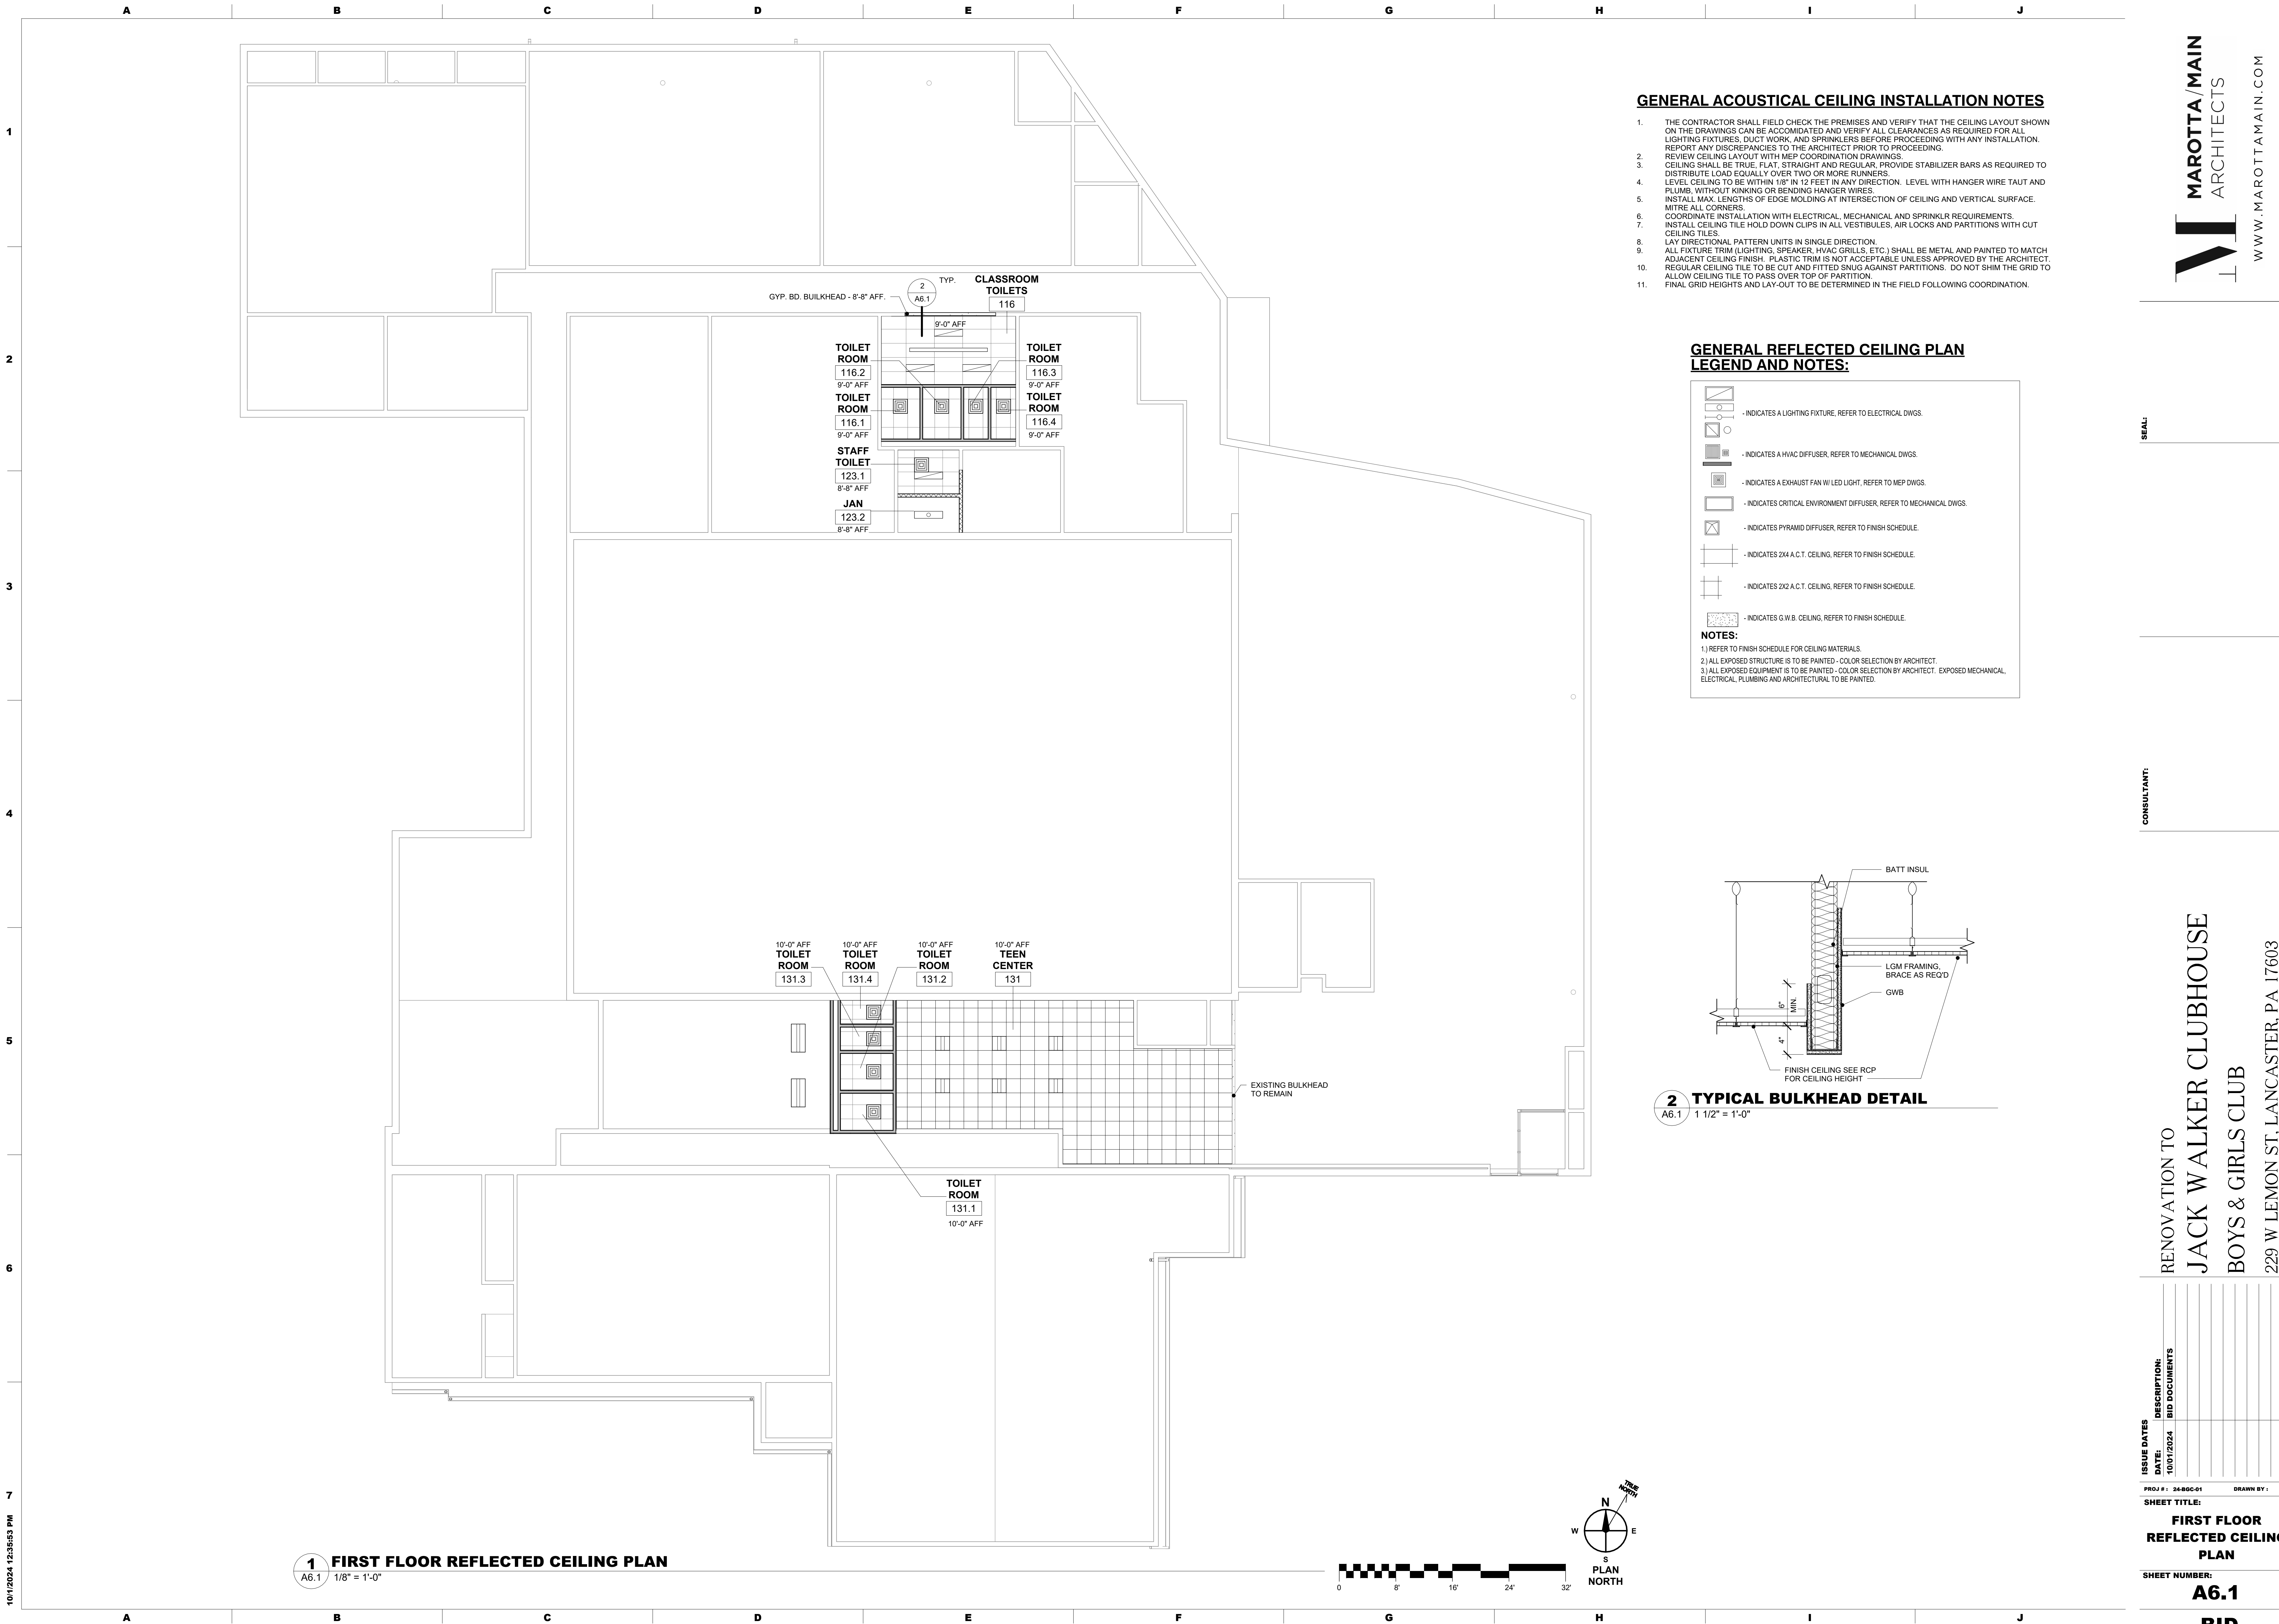 A B C D E F G H I J
1
2
3
4
5
6
7
GENERAL ACOUSTICAL CEILING INSTALLATION NOTES
1. THE CONTRACTOR SHALL FIELD CHECK THE PREMISES AND VERIFY THAT THE CEILING LAYOUT SHOWN
ON THE DRAWINGS CAN BE ACCOMIDATED AND VERIFY ALL CLEARANCES AS REQUIRED FOR ALL
LIGHTING FIXTURES, DUCT WORK, AND SPRINKLERS BEFORE PROCEEDING WITH ANY INSTALLATION.
REPORT ANY DISCREPANCIES TO THE ARCHITECT PRIOR TO PROCEEDING.
2. REVIEW CEILING LAYOUT WITH MEP COORDINATION DRAWINGS.
3. CEILING SHALL BE TRUE, FLAT, STRAIGHT AND REGULAR, PROVIDE STABILIZER BARS AS REQUIRED TO
DISTRIBUTE LOAD EQUALLY OVER TWO OR MORE RUNNERS.
4. LEVEL CEILING TO BE WITHIN 1/8" IN 12 FEET IN ANY DIRECTION. LEVEL WITH HANGER WIRE TAUT AND
PLUMB, WITHOUT KINKING OR BENDING HANGER WIRES.
5. INSTALL MAX. LENGTHS OF EDGE MOLDING AT INTERSECTION OF CEILING AND VERTICAL SURFACE.
MITRE ALL CORNERS.
6. COORDINATE INSTALLATION WITH ELECTRICAL, MECHANICAL AND SPRINKLR REQUIREMENTS.
7. INSTALL CEILING TILE HOLD DOWN CLIPS IN ALL VESTIBULES, AIR LOCKS AND PARTITIONS WITH CUT
CEILING TILES.
8. LAY DIRECTIONAL PATTERN UNITS IN SINGLE DIRECTION.
9. ALL FIXTURE TRIM (LIGHTING. SPEAKER, HVAC GRILLS, ETC.) SHALL BE METAL AND PAINTED TO MATCH
ADJACENT CEILING FINISH. PLASTIC TRIM IS NOT ACCEPTABLE UNLESS APPROVED BY THE ARCHITECT.
10. REGULAR CEILING TILE TO BE CUT AND FITTED SNUG AGAINST PARTITIONS. DO NOT SHIM THE GRID TO
ALLOW CEILING TILE TO PASS OVER TOP OF PARTITION.
11. FINAL GRID HEIGHTS AND LAY-OUT TO BE DETERMINED IN THE FIELD FOLLOWING COORDINATION.
GENERAL REFLECTED CEILING PLAN
LEGEND AND NOTES:
- INDICATES A LIGHTING FIXTURE, REFER TO ELECTRICAL DWGS.
- INDICATES A HVAC DIFFUSER, REFER TO MECHANICAL DWGS.
- INDICATES A EXHAUST FAN W/ LED LIGHT, REFER TO MEP DWGS.
- INDICATES CRITICAL ENVIRONMENT DIFFUSER, REFER TO MECHANICAL DWGS.
- INDICATES PYRAMID DIFFUSER, REFER TO FINISH SCHEDULE.
- INDICATES 2X4 A.C.T. CEILING, REFER TO FINISH SCHEDULE.
- INDICATES 2X2 A.C.T. CEILING, REFER TO FINISH SCHEDULE.
- INDICATES G.W.B. CEILING, REFER TO FINISH SCHEDULE.
NOTES:
1.) REFER TO FINISH SCHEDULE FOR CEILING MATERIALS.
2.) ALL EXPOSED STRUCTURE IS TO BE PAINTED - COLOR SELECTION BY ARCHITECT.
3.) ALL EXPOSED EQUIPMENT IS TO BE PAINTED - COLOR SELECTION BY ARCHITECT. EXPOSED MECHANICAL,
ELECTRICAL, PLUMBING AND ARCHITECTURAL TO BE PAINTED.
GYP. BD. BUILKHEAD - 8'-8" AFF.
2
A6.1
TYP.
CLASSROOM
TOILETS
116
9'-0" AFF
TOILET
ROOM
116.2
9'-0" AFF
TOILET
ROOM
116.3
9'-0" AFF
TOILET
ROOM
116.1
9'-0" AFF
TOILET
ROOM
116.4
9'-0" AFF
STAFF
TOILET
123.1
8'-8" AFF
JAN
123.2
8'-8" AFF
10'-0" AFF
TOILET
ROOM
131.3
10'-0" AFF
TOILET
ROOM
131.4
10'-0" AFF
TOILET
ROOM
131.2
10'-0" AFF
TEEN
CENTER
131
EXISTING BULKHEAD
TO REMAIN
TOILET
ROOM
131.1
10'-0" AFF
BATT INSUL
LGM FRAMING,
BRACE AS REQ'D
GWB
6"
MIN.
4"
FINISH CEILING SEE RCP
FOR CEILING HEIGHT
2
A6.1
TYPICAL BULKHEAD DETAIL
1 1/2" = 1'-0"
1
A6.1
FIRST FLOOR REFLECTED CEILING PLAN
1/8" = 1'-0"
0 8' 16' 24' 32'
TRUE
NORTH
N
W E
S
PLAN
NORTH
10/1/2024 12:35:53 PM
A B C D E F G H I J
MAROTTA/MAIN
ARCHITECTS
WWW.MAROTTAMAIN.COM
SEAL:
CONSULTANT:
RENOVATION TO
JACK WALKER CLUBHOUSE
BOYS & GIRLS CLUB
229 W LEMON ST, LANCASTER, PA 17603
ISSUE DATES
DATE: DESCRIPTION:
10/01/2024 BID DOCUMENTS
PROJ # : 24-BGC-01 DRAWN BY :
SHEET TITLE:
FIRST FLOOR
REFLECTED CEILING
PLAN
SHEET NUMBER:
A6.1
BID